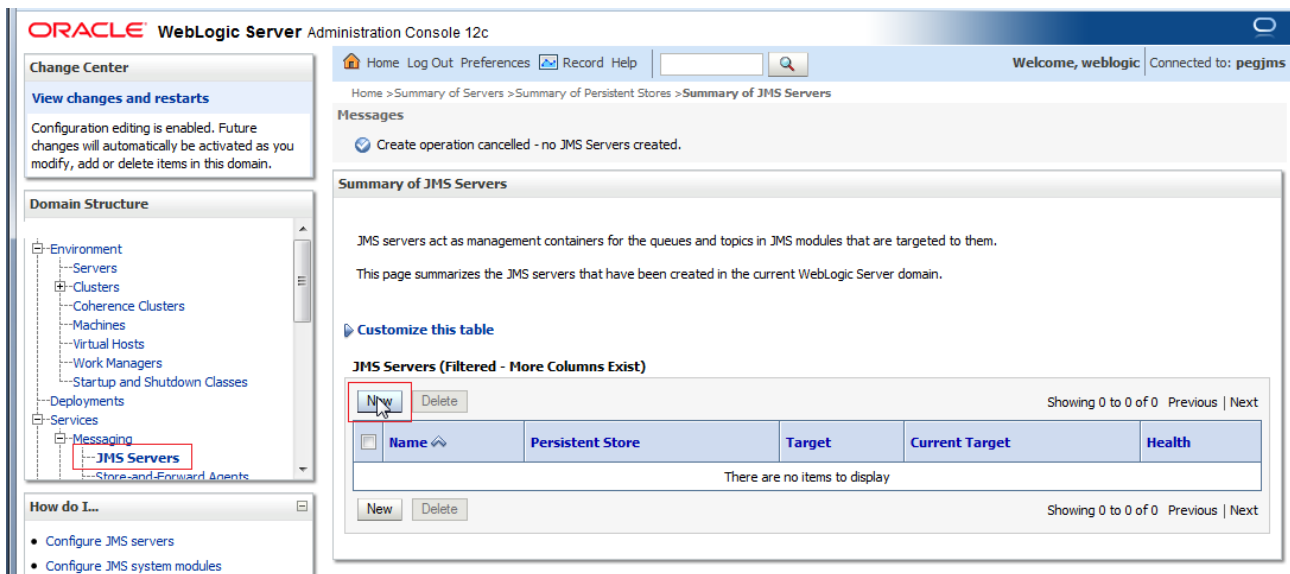 ORACLE WebLogic Server Administration Console 12c
Change Center
View changes and restarts
Configuration editing is enabled. Future
changes will automatically be activated as you
modify, add or delete items in this domain.
Domain Structure
Environment
Servers
Clusters
Coherence Clusters
Machines
Virtual Hosts
Work Managers
Startup and Shutdown Classes
Deployments
Services
Messaging
JMS Servers
Store-and-Forward Agents
How do I...
Configure JMS servers
Configure JMS system modules
Home Log Out Preferences Record Help
Welcome, weblogic Connected to: pegjms
Home >Summary of Servers >Summary of Persistent Stores >Summary of JMS Servers
Messages
Create operation cancelled - no JMS Servers created.
Summary of JMS Servers
JMS servers act as management containers for the queues and topics in JMS modules that are targeted to them.
This page summarizes the JMS servers that have been created in the current WebLogic Server domain.
Customize this table
JMS Servers (Filtered - More Columns Exist)
New Delete Showing 0 to 0 of 0 Previous | Next
Name Persistent Store Target Current Target Health
There are no items to display
New Delete Showing 0 to 0 of 0 Previous | Next